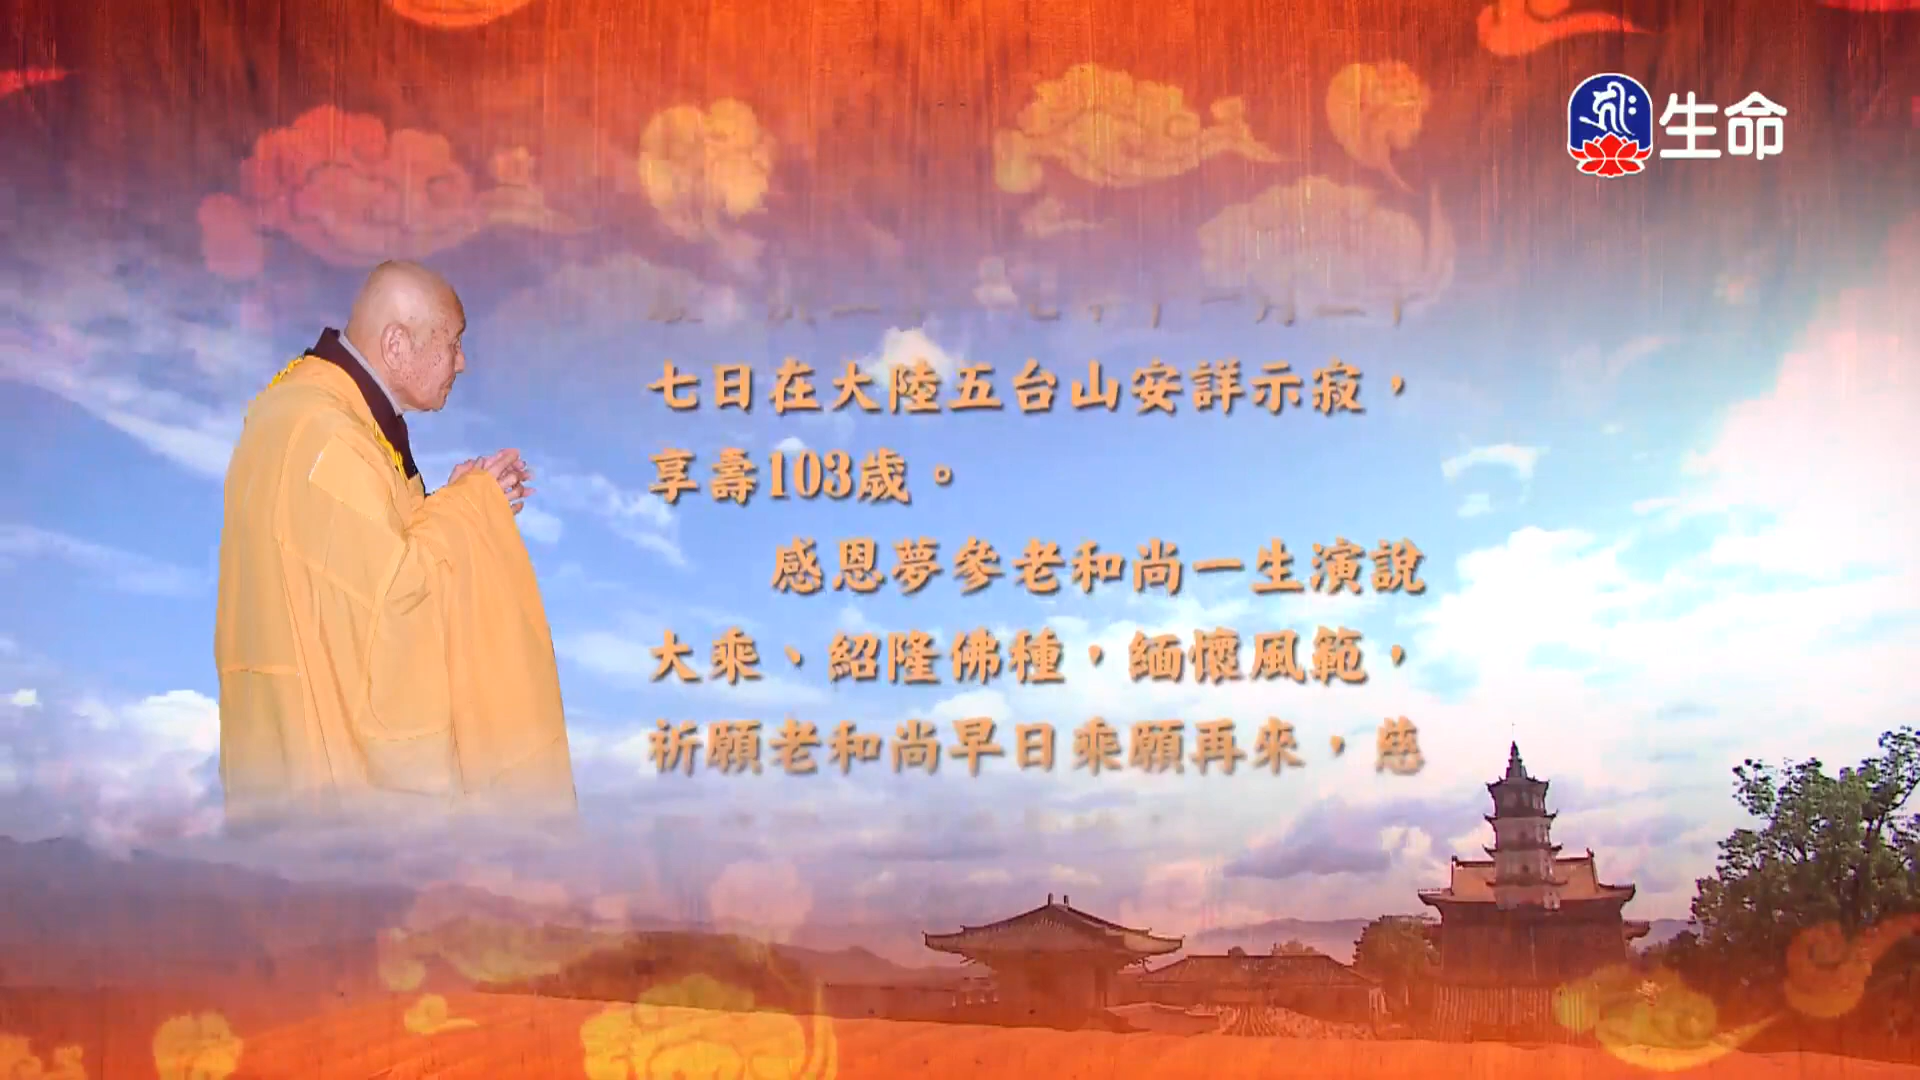 生命
七日在大陸五台山安詳示寂，
享壽103歲。
感恩夢參老和尚一生演說
大乘、紹隆佛種，緬懷風範，
祈願老和尚早日乘願再來，慈